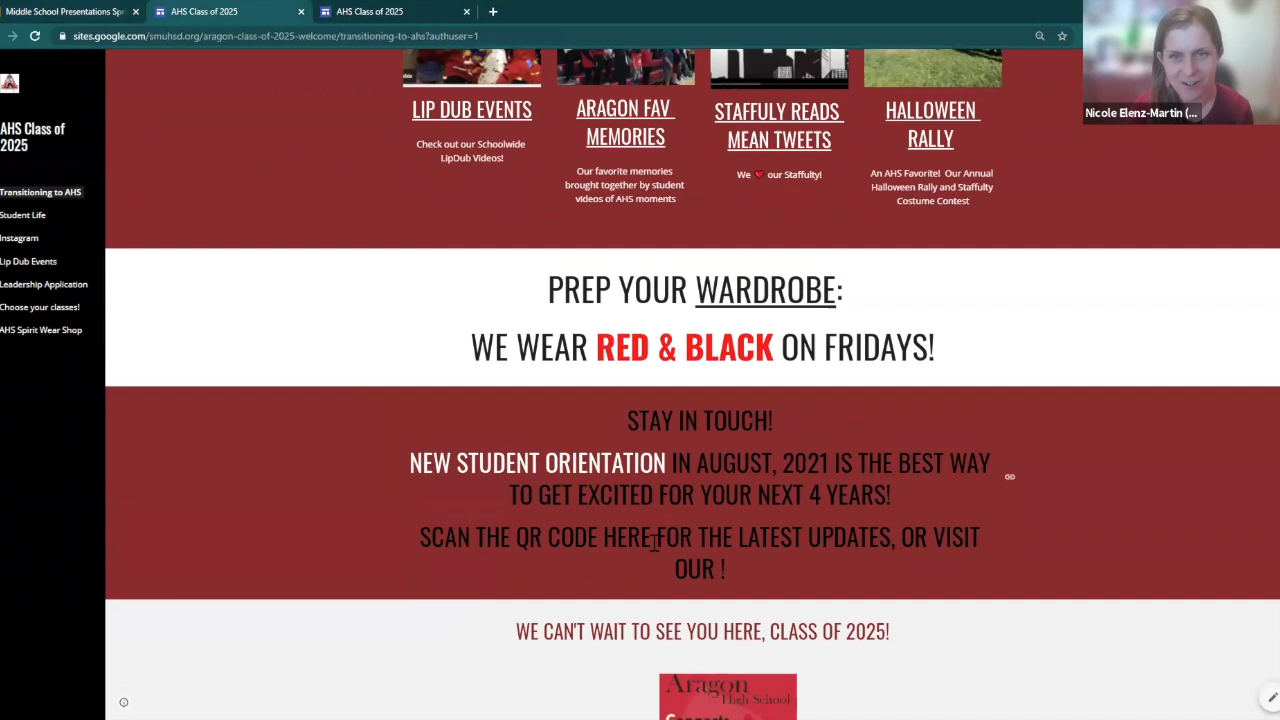 Middle School Presentations Spr
AHS Class of 2025
AHS Class of 2025
sites.google.com/smuhsd.org/aragon-class-of-2025-welcome/transitioning-to-ahs?authuser=1
AHS Class of
2025
Transitioning to AHS
Student Life
Instagram
Lip Dub Events
Leadership Application
Choose your classes!
AHS Spirit Wear Shop
LIP DUB EVENTS
Check out our Schoolwide
LipDub Videos!
ARAGON FAV
MEMORIES
Our favorite memories
brought together by student
videos of AHS moments
STAFFULY READS
MEAN TWEETS
We ❤ our Staffulty!
HALLOWEEN
RALLY
An AHS Favorite! Our Annual
Halloween Rally and Staffulty
Costume Contest
Nicole Elenz-Martin (...
PREP YOUR WARDROBE:
WE WEAR RED & BLACK ON FRIDAYS!
STAY IN TOUCH!
NEW STUDENT ORIENTATION IN AUGUST, 2021 IS THE BEST WAY
TO GET EXCITED FOR YOUR NEXT 4 YEARS!
SCAN THE QR CODE HERE FOR THE LATEST UPDATES, OR VISIT
OUR !
WE CAN'T WAIT TO SEE YOU HERE, CLASS OF 2025!
Aragon
High School